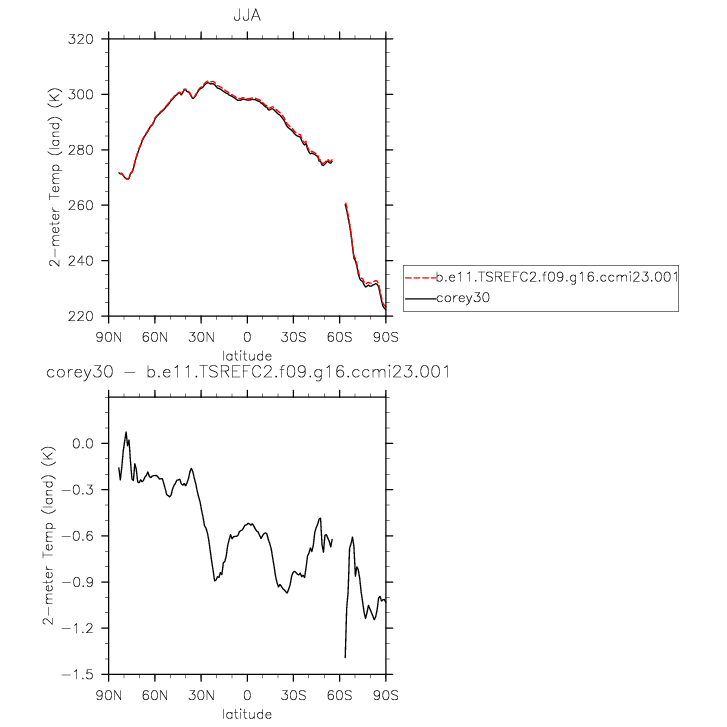 JJA
320
300
280
260
240
220
2-meter Temp (land) (K)
90N 60N 30N 0 30S 60S 90S
latitude
b.e11.TSREFC2.f09.g16.ccmi23.001
corey30
corey30 - b.e11.TSREFC2.f09.g16.ccmi23.001
0.0
-0.3
-0.6
-0.9
-1.2
-1.5
2-meter Temp (land) (K)
90N 60N 30N 0 30S 60S 90S
latitude